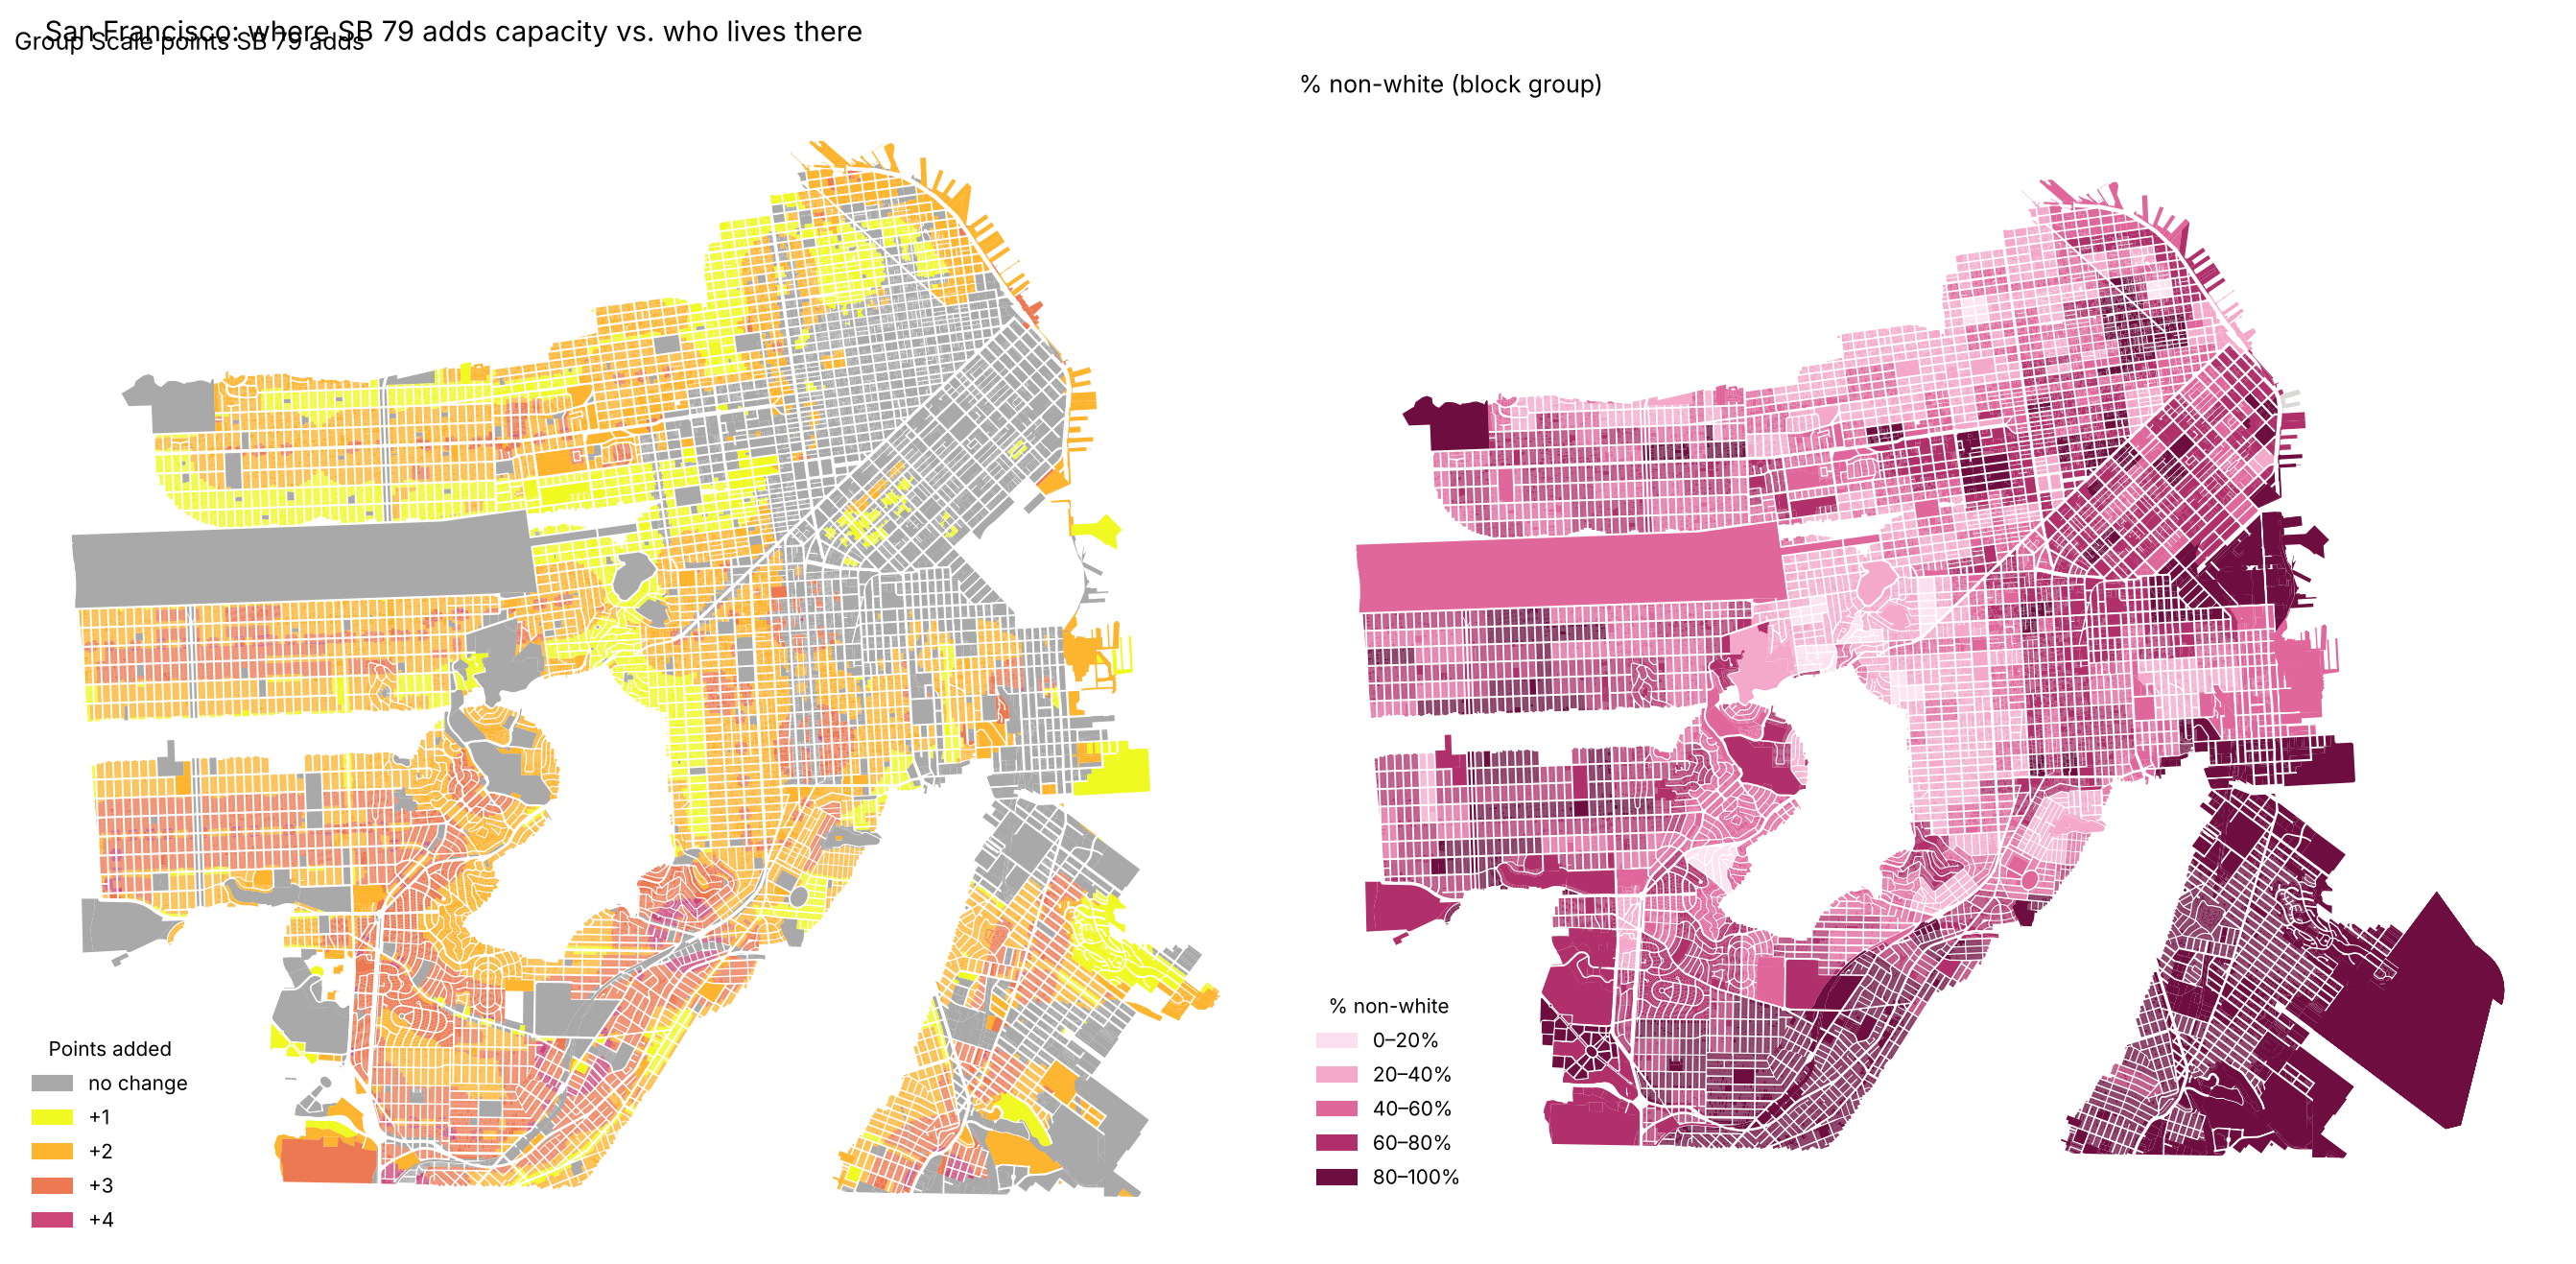 San Francisco: where SB 79 adds capacity vs. who lives there
Group Scale points SB 79 adds
% non-white (block group)
Points added
no change
+1
+2
+3
+4
% non-white
0–20%
20–40%
40–60%
60–80%
80–100%